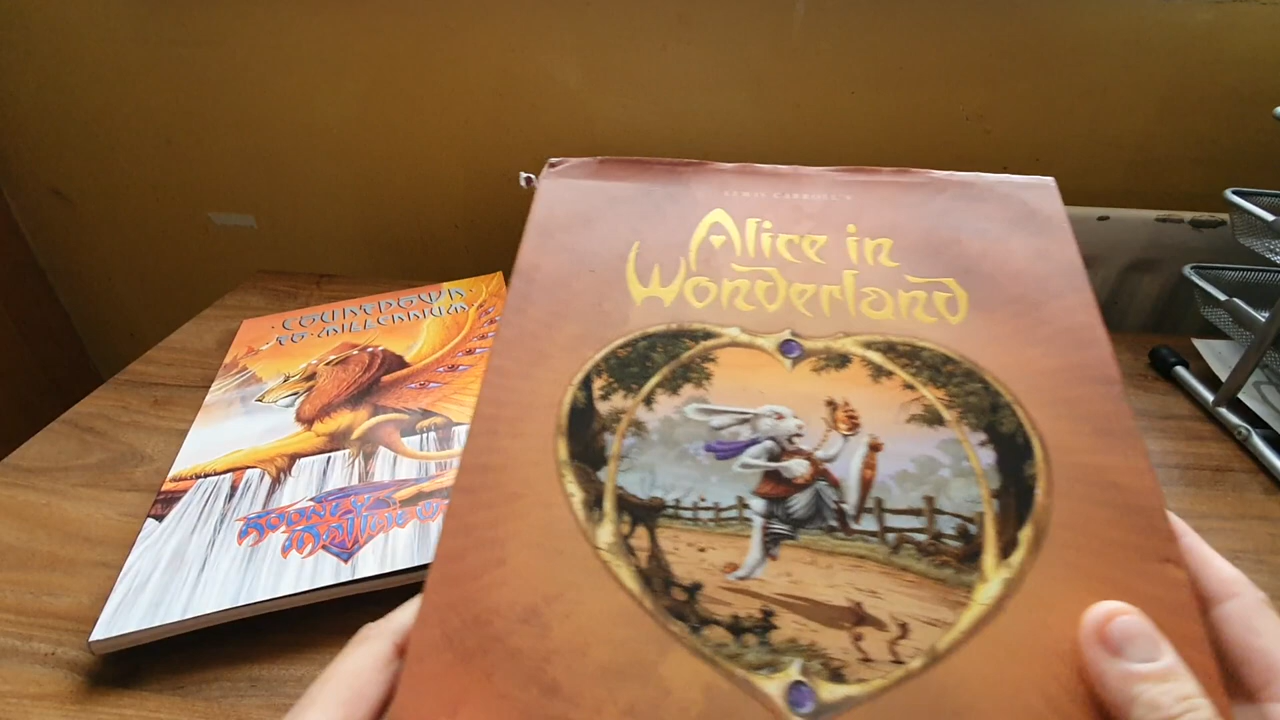 COUNTDOWN
TO MILLENNIUM
RODNEY
MATTHEWS
LEWIS CARROLL'S
Alice in
Wonderland